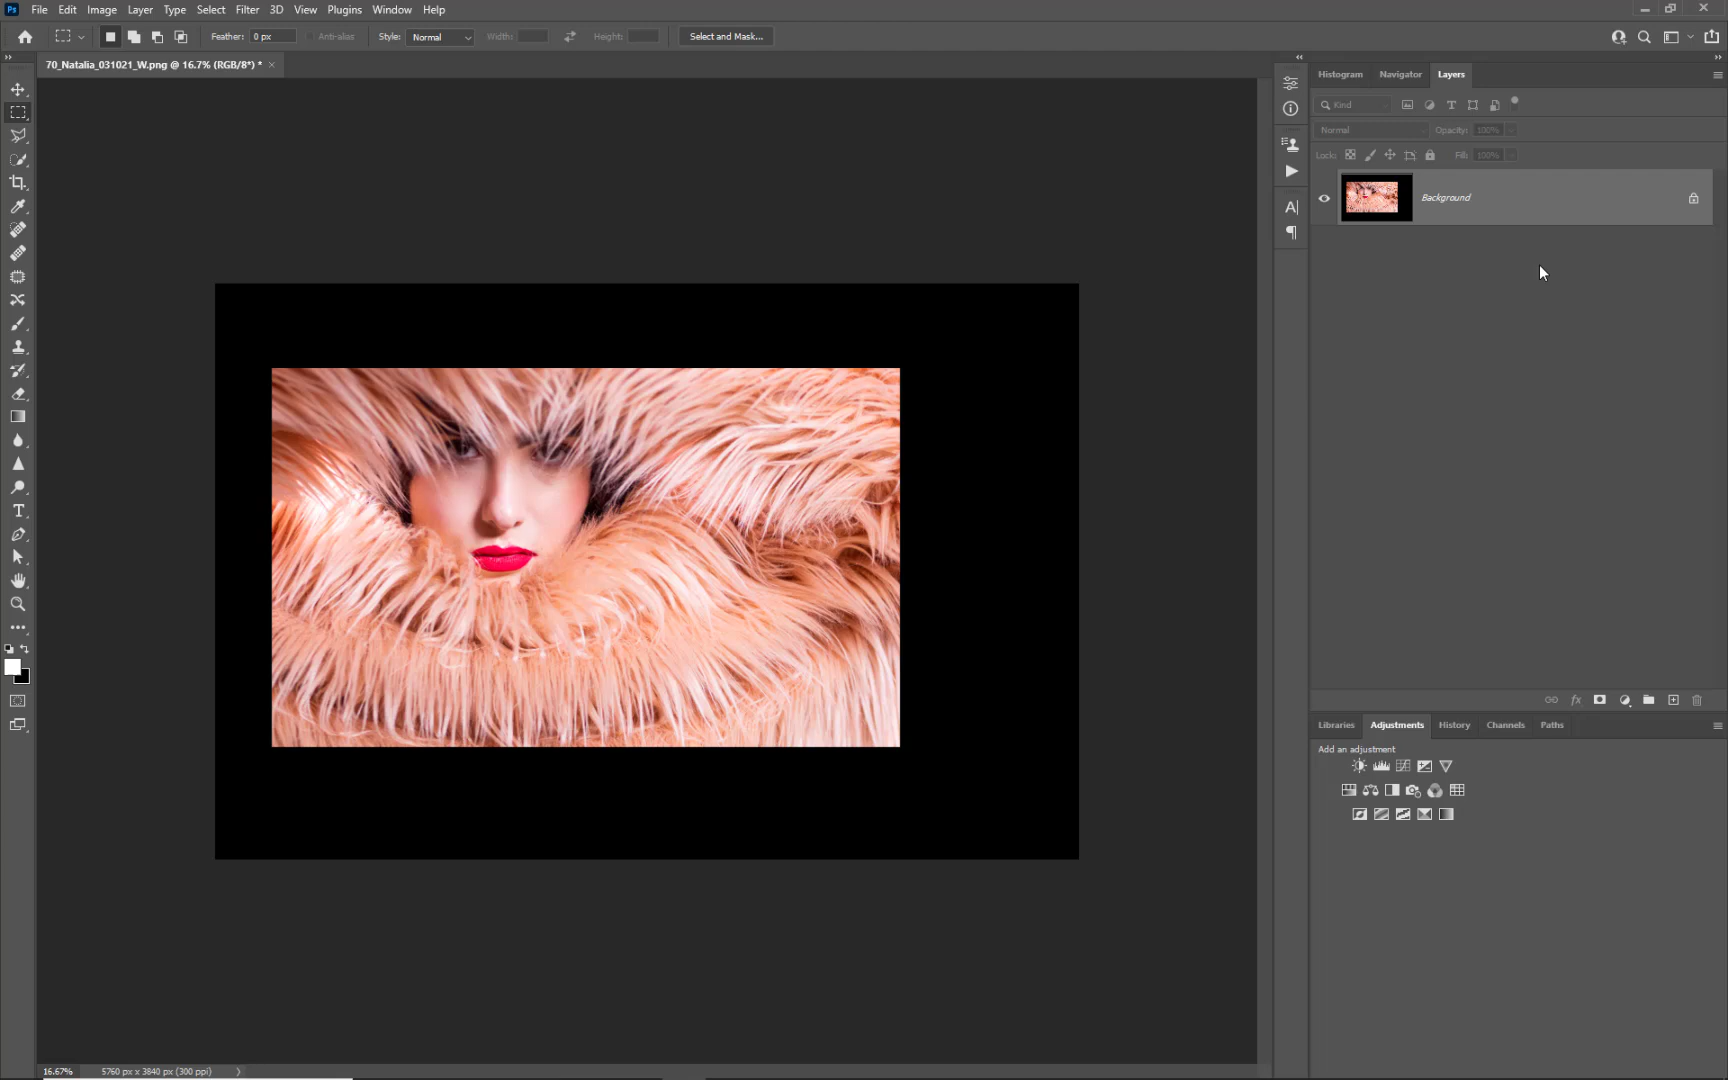 Ps File Edit Image Layer Type Select Filter 3D View Plugins Window Help
Feather: 0 px Anti-alias Style: Normal Width: Height: Select and Mask...
70_Natalia_031021_W.png @ 16.7% (RGB/8*) * ×
Histogram Navigator Layers
Kind
Normal Opacity: 100%
Lock: Fill: 100%
Background
Libraries Adjustments History Channels Paths
Add an adjustment
16.67% 5760 px x 3840 px (300 ppi)